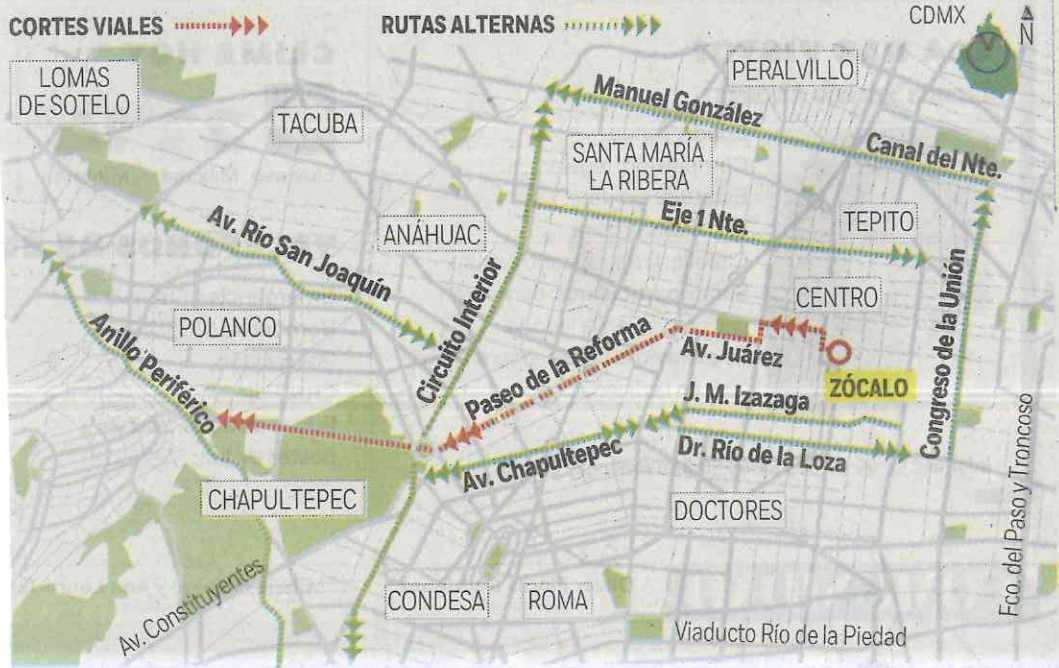 CORTES VIALES
RUTAS ALTERNAS
CDMX
N
LOMAS
DE SOTELO
TACUBA
PERALVILLO
Manuel González
Canal del Nte.
SANTA MARÍA
LA RIBERA
Eje 1 Nte.
TEPITO
ANÁHUAC
Av. Río San Joaquín
Circuito Interior
CENTRO
Congreso de la Unión
POLANCO
Anillo Periférico
Paseo de la Reforma
Av. Juárez
ZÓCALO
J. M. Izazaga
Av. Chapultepec
Dr. Río de la Loza
CHAPULTEPEC
DOCTORES
Fco. del Paso y Troncoso
Av. Constituyentes
CONDESA
ROMA
Viaducto Río de la Piedad